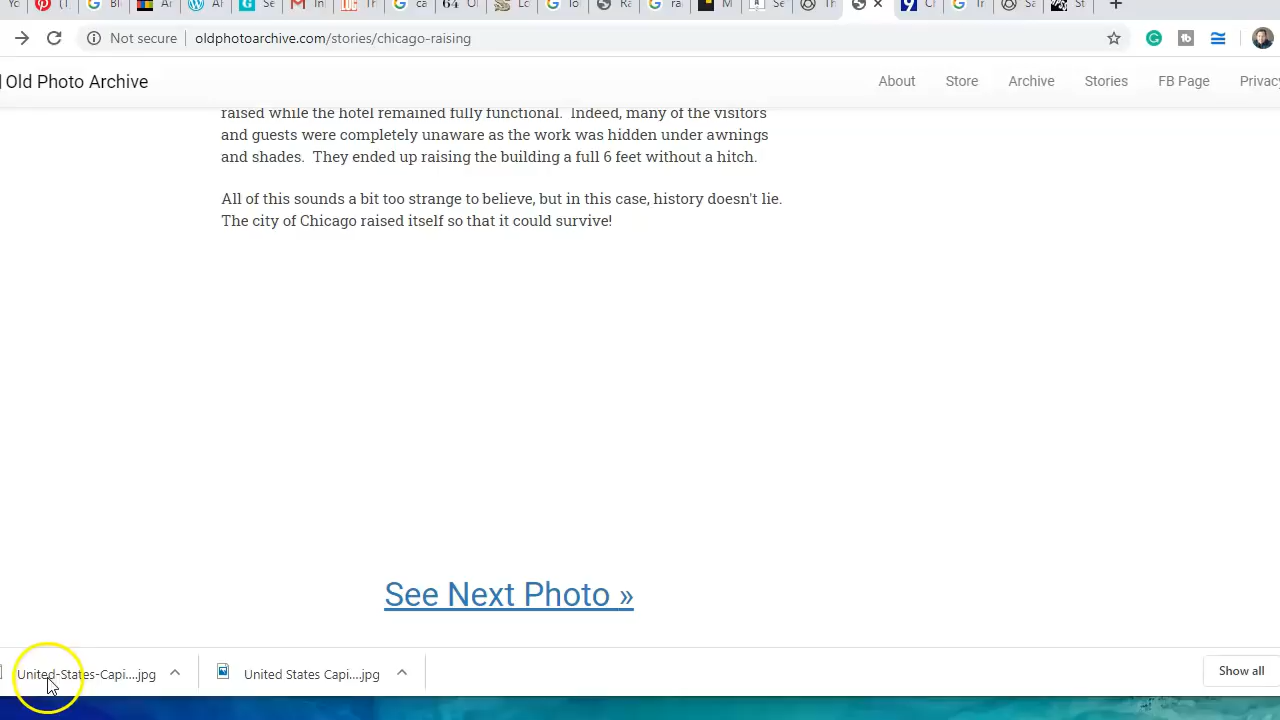 Not secure oldphotoarchive.com/stories/chicago-raising
Old Photo Archive About Store Archive Stories FB Page Privacy
raised while the hotel remained fully functional. Indeed, many of the visitors
and guests were completely unaware as the work was hidden under awnings
and shades. They ended up raising the building a full 6 feet without a hitch.
All of this sounds a bit too strange to believe, but in this case, history doesn't lie.
The city of Chicago raised itself so that it could survive!
See Next Photo »
United-States-Capi....jpg United States Capi....jpg Show all